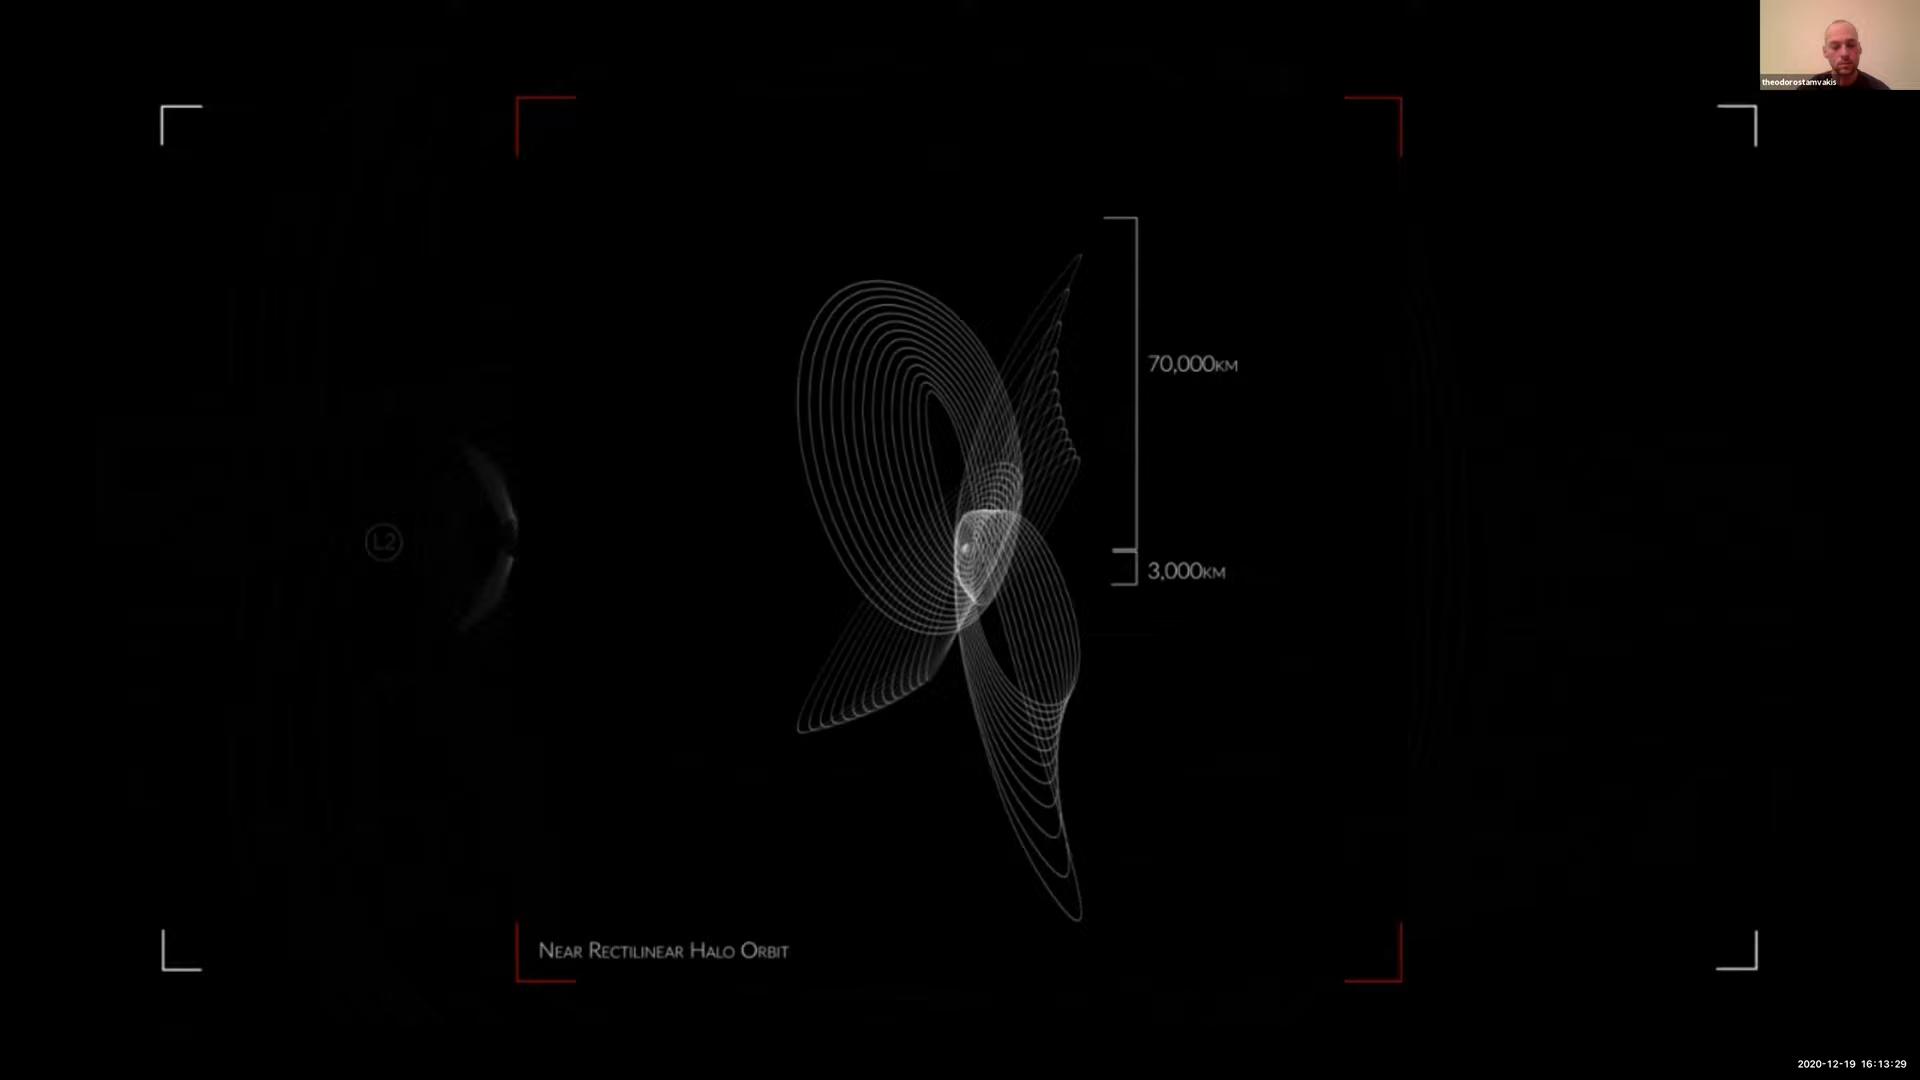 theodorostamvakis
70,000KM
L2
3,000KM
NEAR RECTILINEAR HALO ORBIT
2020-12-19 16:13:29